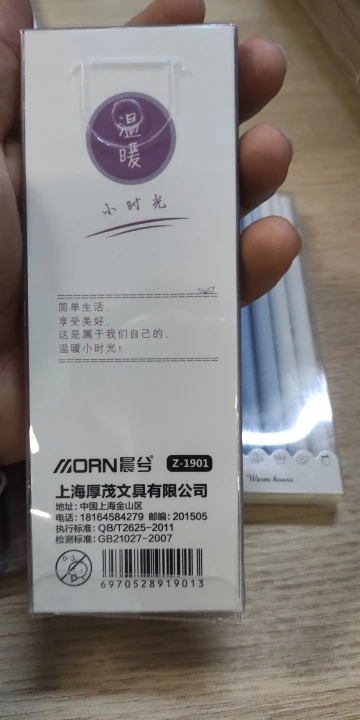 温
暖
小时光
简单生活，
享受美好，
这是属于我们自己的，
温暖小时光！
MORN晨兮 Z-1901
上海厚茂文具有限公司
地址：中国上海金山区
电话：18164584279 邮编：201505
执行标准：QB/T2625-2011
检测标准：GB21027-2007
0-3
6970528919013
Warm hours